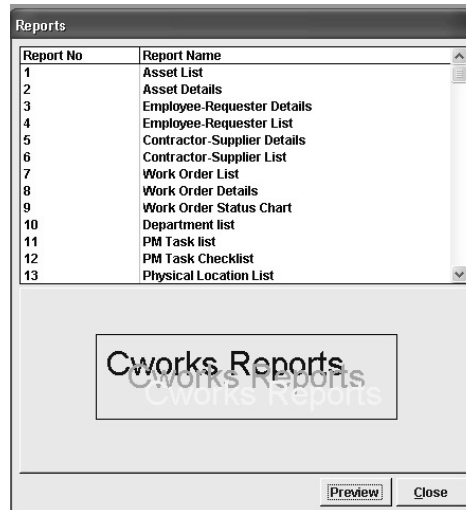 Reports
Report No Report Name
1 Asset List
2 Asset Details
3 Employee-Requester Details
4 Employee-Requester List
5 Contractor-Supplier Details
6 Contractor-Supplier List
7 Work Order List
8 Work Order Details
9 Work Order Status Chart
10 Department list
11 PM Task list
12 PM Task Checklist
13 Physical Location List
Cworks Reports
Cworks Reports
Cworks Reports
Preview Close